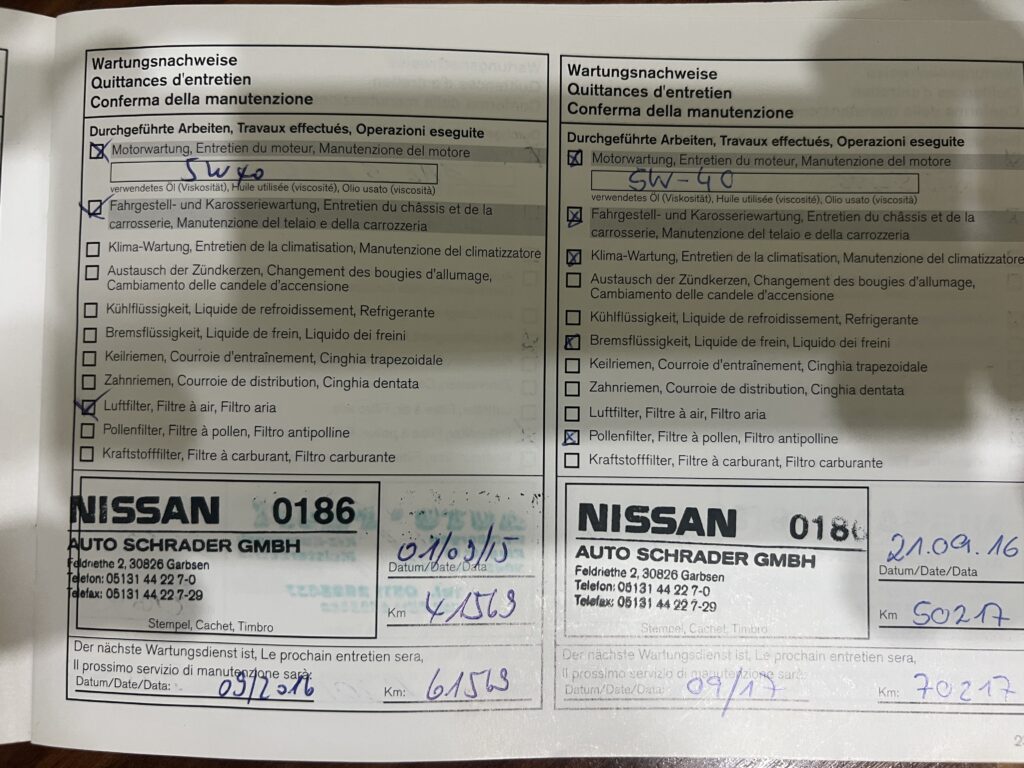 Wartungsnachweise
Quittances d'entretien
Conferma della manutenzione
Durchgeführte Arbeiten, Travaux effectués, Operazioni eseguite
Motorwartung, Entretien du moteur, Manutenzione del motore
5W40
verwendetes Öl (Viskosität), Huile utilisée (viscosité), Olio usato (viscosità)
Fahrgestell- und Karosseriewartung, Entretien du châssis et de la
carrosserie, Manutenzione del telaio e della carrozzeria
Klima-Wartung, Entretien de la climatisation, Manutenzione del climatizzatore
Austausch der Zündkerzen, Changement des bougies d'allumage,
Cambiamento delle candele d'accensione
Kühlflüssigkeit, Liquide de refroidissement, Refrigerante
Bremsflüssigkeit, Liquide de frein, Liquido dei freini
Keilriemen, Courroie d'entraînement, Cinghia trapezoidale
Zahnriemen, Courroie de distribution, Cinghia dentata
Luftfilter, Filtre à air, Filtro aria
Pollenfilter, Filtre à pollen, Filtro antipolline
Kraftstofffilter, Filtre à carburant, Filtro carburante
NISSAN 0186
AUTO SCHRADER GMBH
Feldriethe 2, 30826 Garbsen
Telefon: 05131 44 22 7-0
Telefax: 05131 44 22 7-29
Stempel, Cachet, Timbro
01/03/15
Datum/Date/Data
Km 41569
Der nächste Wartungsdienst ist, Le prochain entretien sera,
Il prossimo servizio di manutenzione sarà:
Datum/Date/Data: 03/2016 Km: 61569
Wartungsnachweise
Quittances d'entretien
Conferma della manutenzione
Durchgeführte Arbeiten, Travaux effectués, Operazioni eseguite
Motorwartung, Entretien du moteur, Manutenzione del motore
5W-40
verwendetes Öl (Viskosität), Huile utilisée (viscosité), Olio usato (viscosità)
Fahrgestell- und Karosseriewartung, Entretien du châssis et de la
carrosserie, Manutenzione del telaio e della carrozzeria
Klima-Wartung, Entretien de la climatisation, Manutenzione del climatizzatore
Austausch der Zündkerzen, Changement des bougies d'allumage,
Cambiamento delle candele d'accensione
Kühlflüssigkeit, Liquide de refroidissement, Refrigerante
Bremsflüssigkeit, Liquide de frein, Liquido dei freini
Keilriemen, Courroie d'entraînement, Cinghia trapezoidale
Zahnriemen, Courroie de distribution, Cinghia dentata
Luftfilter, Filtre à air, Filtro aria
Pollenfilter, Filtre à pollen, Filtro antipolline
Kraftstofffilter, Filtre à carburant, Filtro carburante
NISSAN 0186
AUTO SCHRADER GMBH
Feldriethe 2, 30826 Garbsen
Telefon: 05131 44 22 7-0
Telefax: 05131 44 22 7-29
Stempel, Cachet, Timbro
21.09.16
Datum/Date/Data
Km 50217
Der nächste Wartungsdienst ist, Le prochain entretien sera,
Il prossimo servizio di manutenzione sarà:
Datum/Date/Data: 09/17 Km: 70217